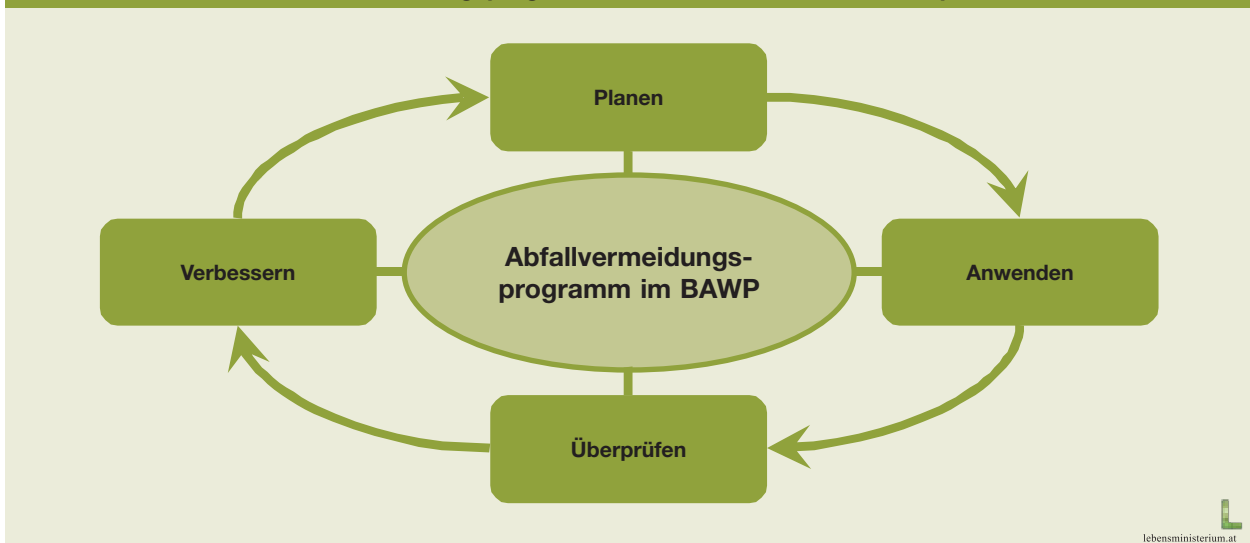 Planen
Verbessern
Abfallvermeidungs-
programm im BAWP
Anwenden
Überprüfen
lebensministerium.at